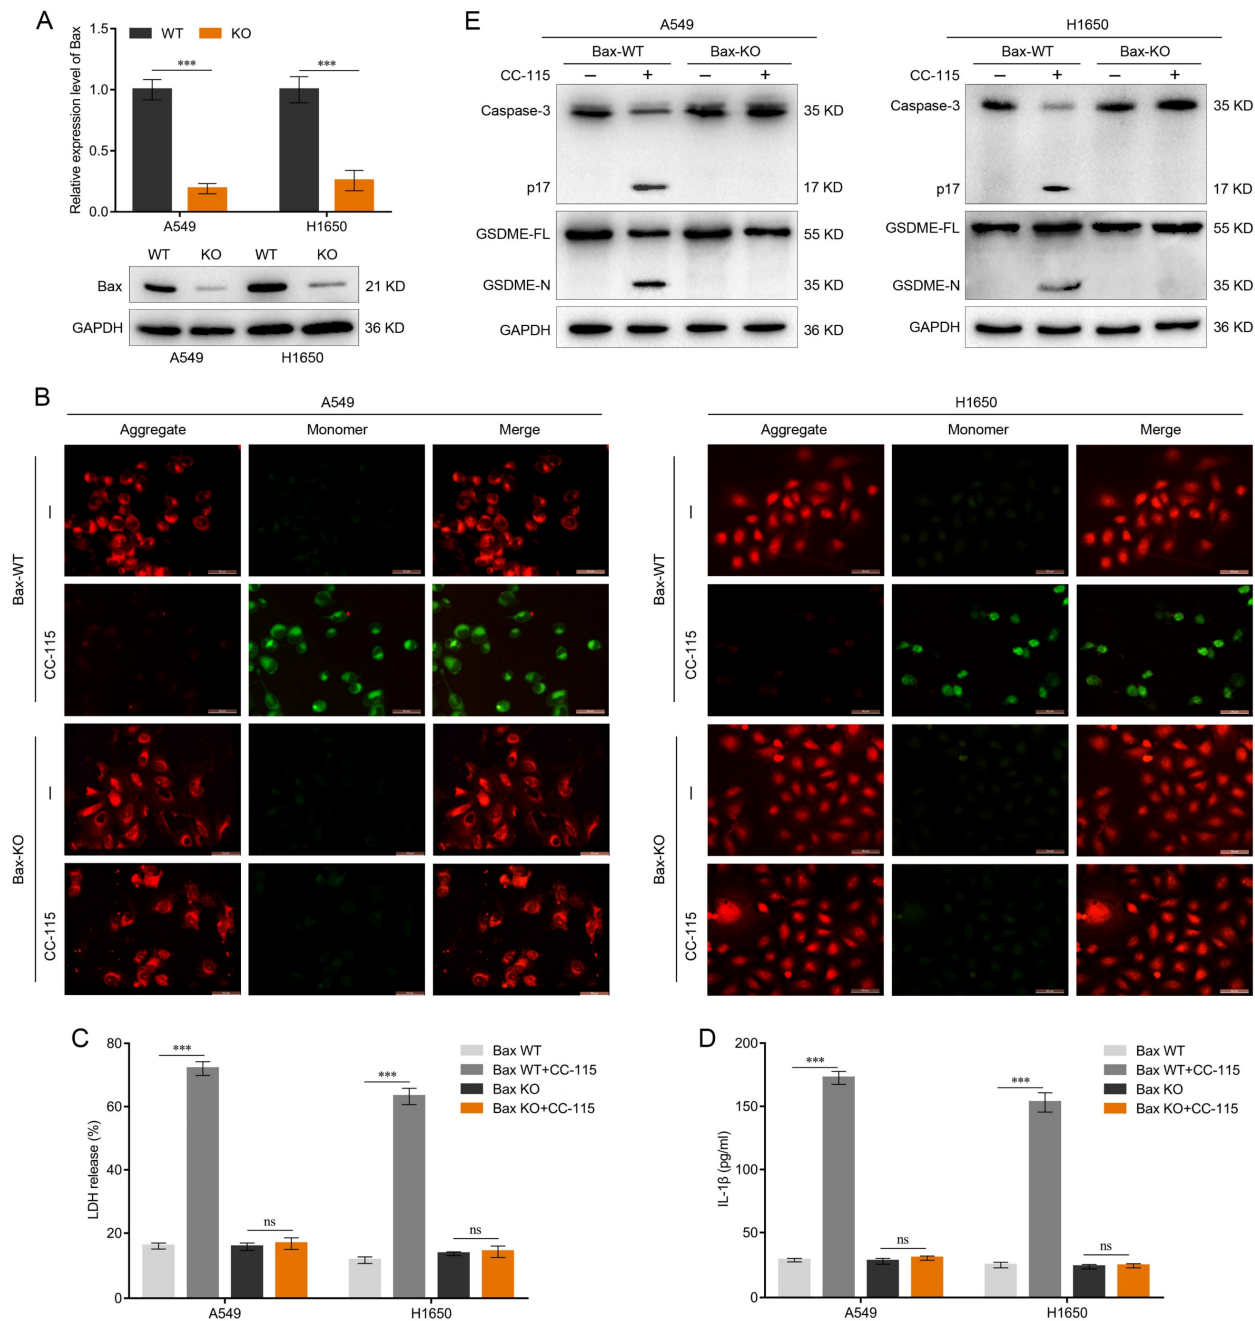 A
WT KO
Relative expression level of Bax
1.5
1.0
0.5
0.0
***
***
A549 H1650
WT KO WT KO
Bax 21 KD
GAPDH 36 KD
A549 H1650
E
A549
Bax-WT Bax-KO
CC-115 – + – +
Caspase-3 35 KD
p17 17 KD
GSDME-FL 55 KD
GSDME-N 35 KD
GAPDH 36 KD
H1650
Bax-WT Bax-KO
CC-115 – + – +
Caspase-3 35 KD
p17 17 KD
GSDME-FL 55 KD
GSDME-N 35 KD
GAPDH 36 KD
B
A549
Aggregate Monomer Merge
Bax-WT
–
CC-115
Bax-KO
–
CC-115
H1650
Aggregate Monomer Merge
Bax-WT
–
CC-115
Bax-KO
–
CC-115
C
LDH release (%)
80
60
40
20
0
***
ns
***
ns
A549 H1650
Bax WT
Bax WT+CC-115
Bax KO
Bax KO+CC-115
D
IL-1β (pg/ml)
200
150
100
50
0
***
ns
***
ns
A549 H1650
Bax WT
Bax WT+CC-115
Bax KO
Bax KO+CC-115